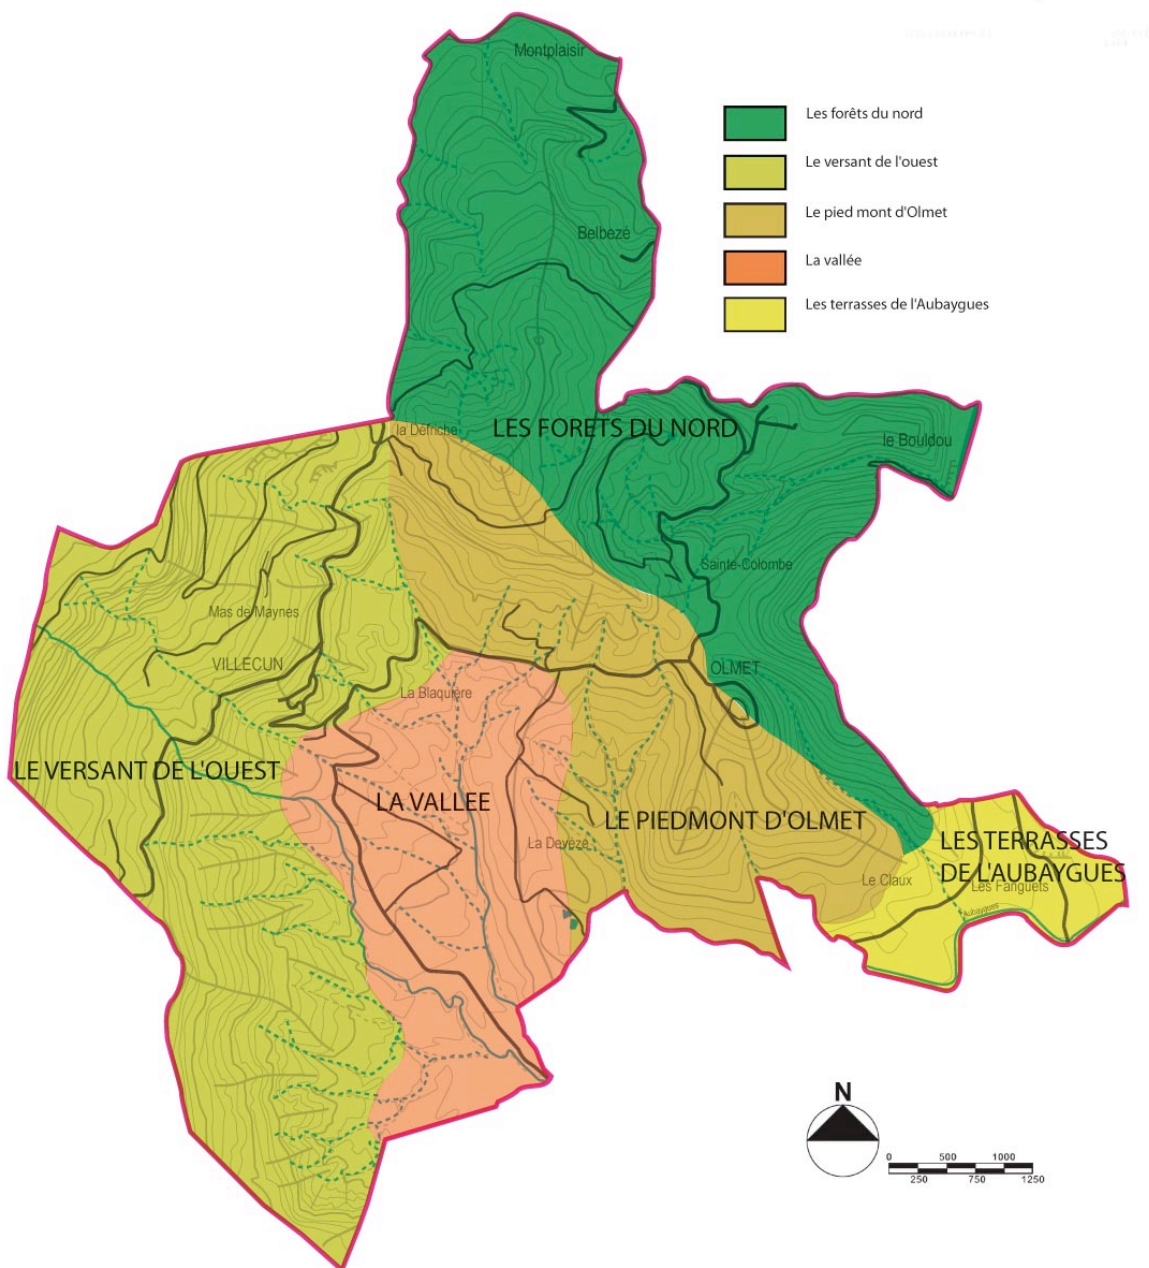 Montplaisir
Les forêts du nord
Le versant de l'ouest
Le pied mont d'Olmet
La vallée
Les terrasses de l'Aubaygues
Belbezé
la Défriche
LES FORETS DU NORD
le Bouldou
Sainte-Colombe
Mas de Maynes
VILLECUN
OLMET
La Blaquière
LE VERSANT DE L'OUEST
LA VALLEE
LE PIEDMONT D'OLMET
La Devèze
LES TERRASSES
DE L'AUBAYGUES
Le Claux
Les Fanguets
Aubaygues
N
0 500 1000
250 750 1250